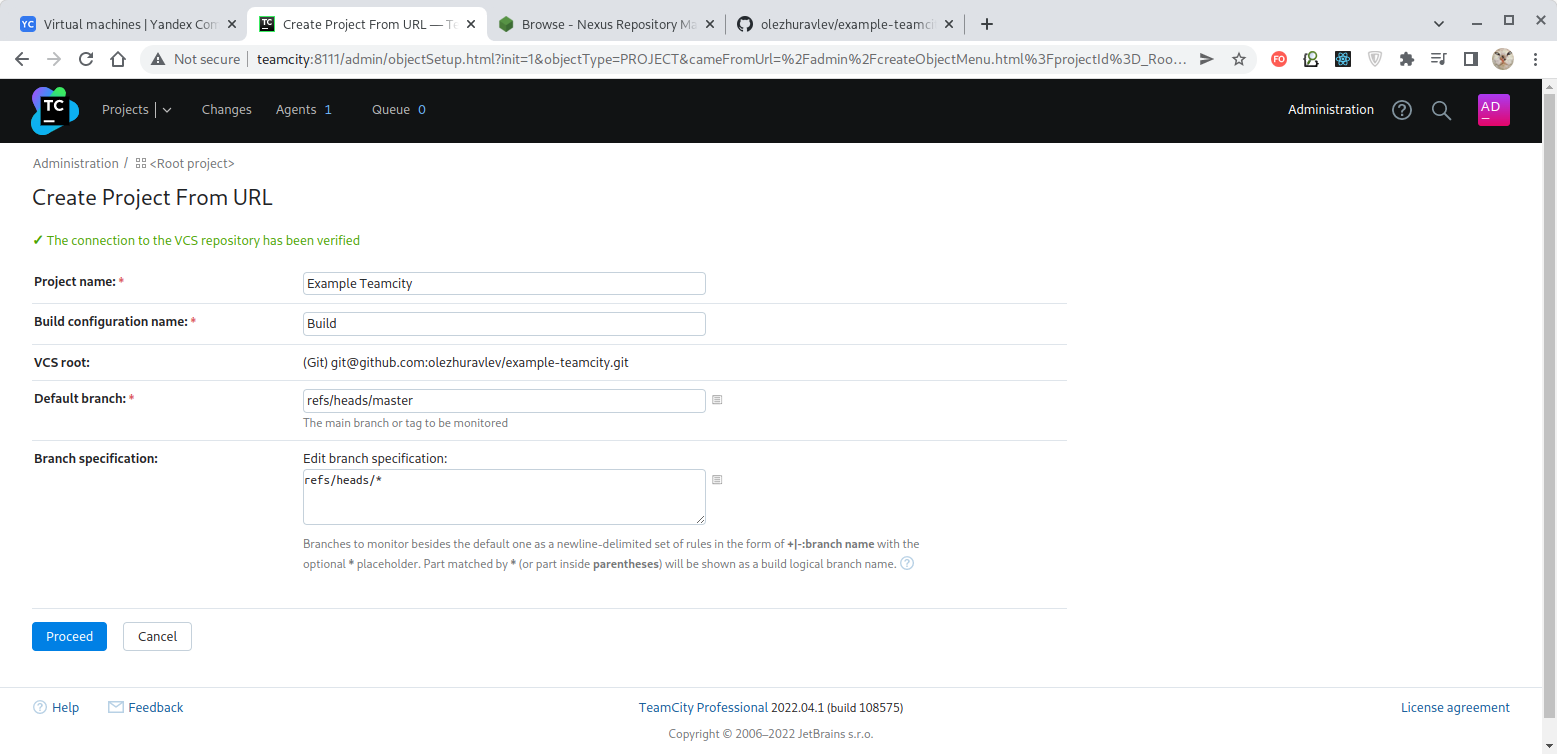 Virtual machines | Yandex Com
Create Project From URL — Te
Browse - Nexus Repository Ma
olezhuravlev/example-teamci
Not secure
teamcity:8111/admin/objectSetup.html?init=1&objectType=PROJECT&cameFromUrl=%2Fadmin%2FcreateObjectMenu.html%3FprojectId%3D_Roo...
FO
TC
Projects
Changes
Agents 1
Queue 0
Administration
AD
Administration / <Root project>
Create Project From URL
✓ The connection to the VCS repository has been verified
Project name: *
Example Teamcity
Build configuration name: *
Build
VCS root:
(Git) git@github.com:olezhuravlev/example-teamcity.git
Default branch: *
refs/heads/master
The main branch or tag to be monitored
Branch specification:
Edit branch specification:
refs/heads/*
Branches to monitor besides the default one as a newline-delimited set of rules in the form of +|-:branch name with the
optional * placeholder. Part matched by * (or part inside parentheses) will be shown as a build logical branch name.
Proceed
Cancel
Help
Feedback
TeamCity Professional 2022.04.1 (build 108575)
License agreement
Copyright © 2006–2022 JetBrains s.r.o.